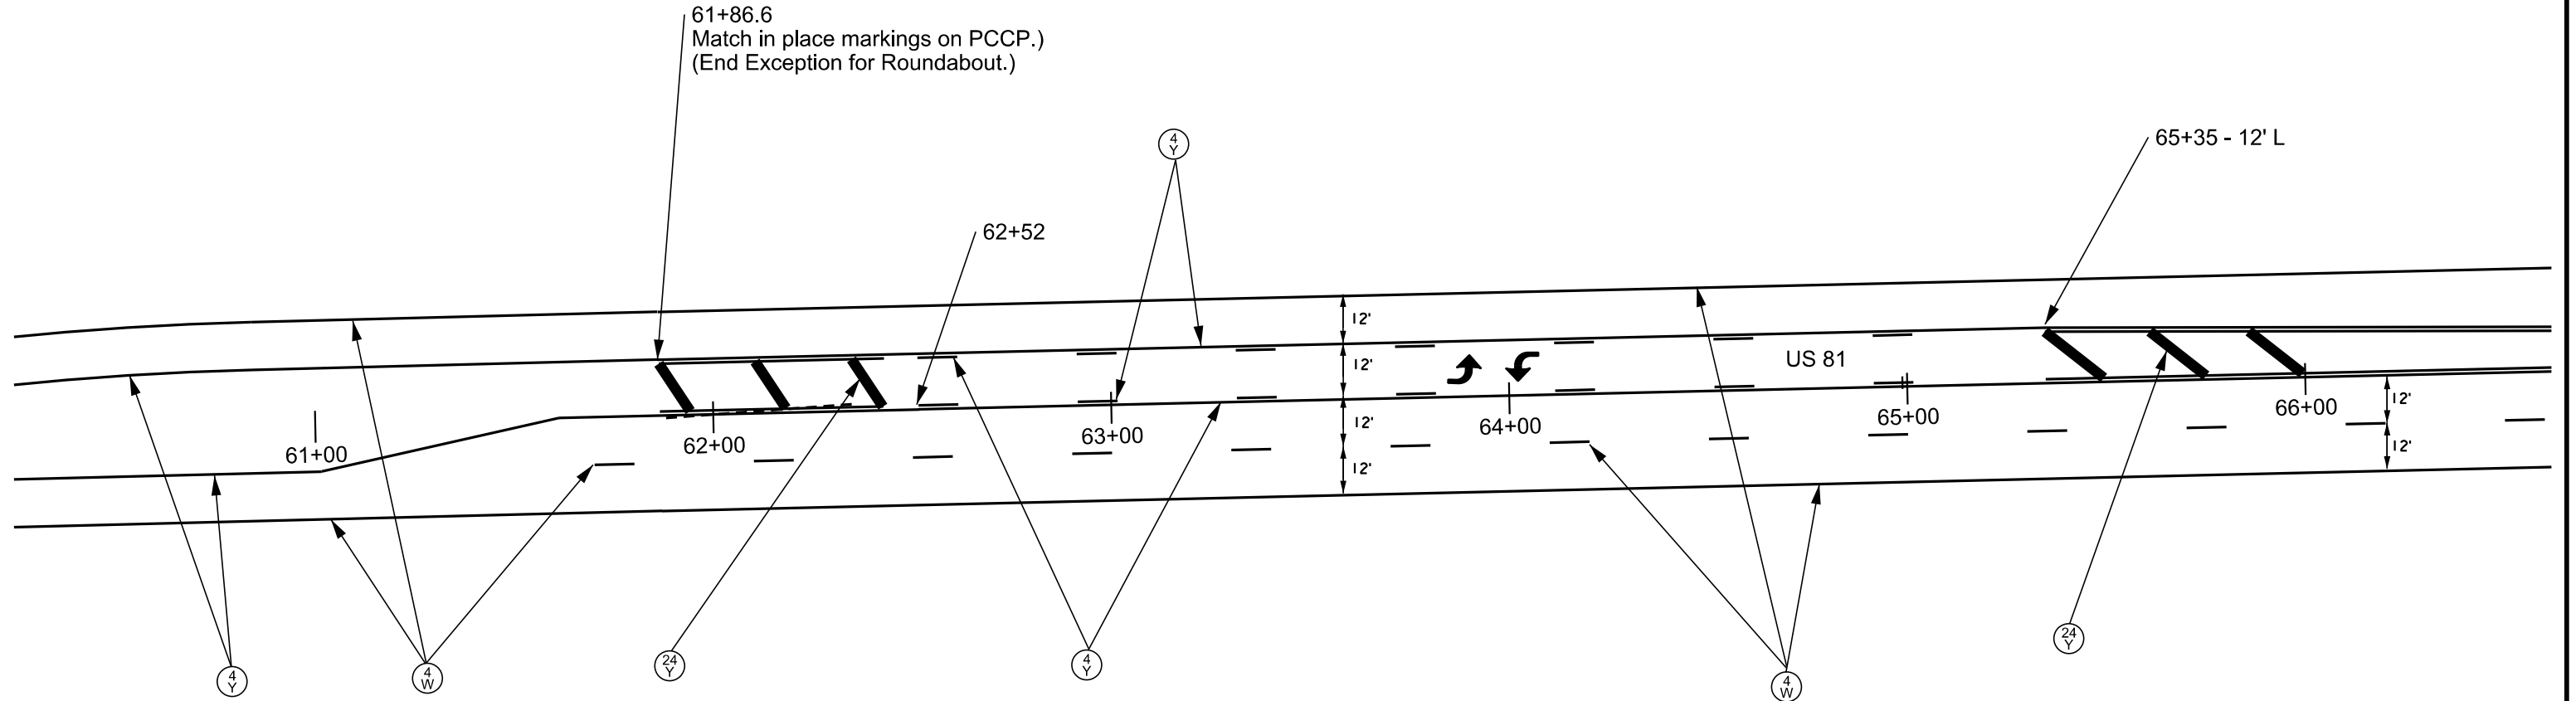 61+86.6
Match in place markings on PCCP.)
(End Exception for Roundabout.)
4
Y
65+35 - 12' L
62+52
12'
12'
US 81
12'
12'
12'
12'
61+00
62+00
63+00
64+00
65+00
66+00
4
Y
4
W
24
Y
4
Y
4
W
24
Y